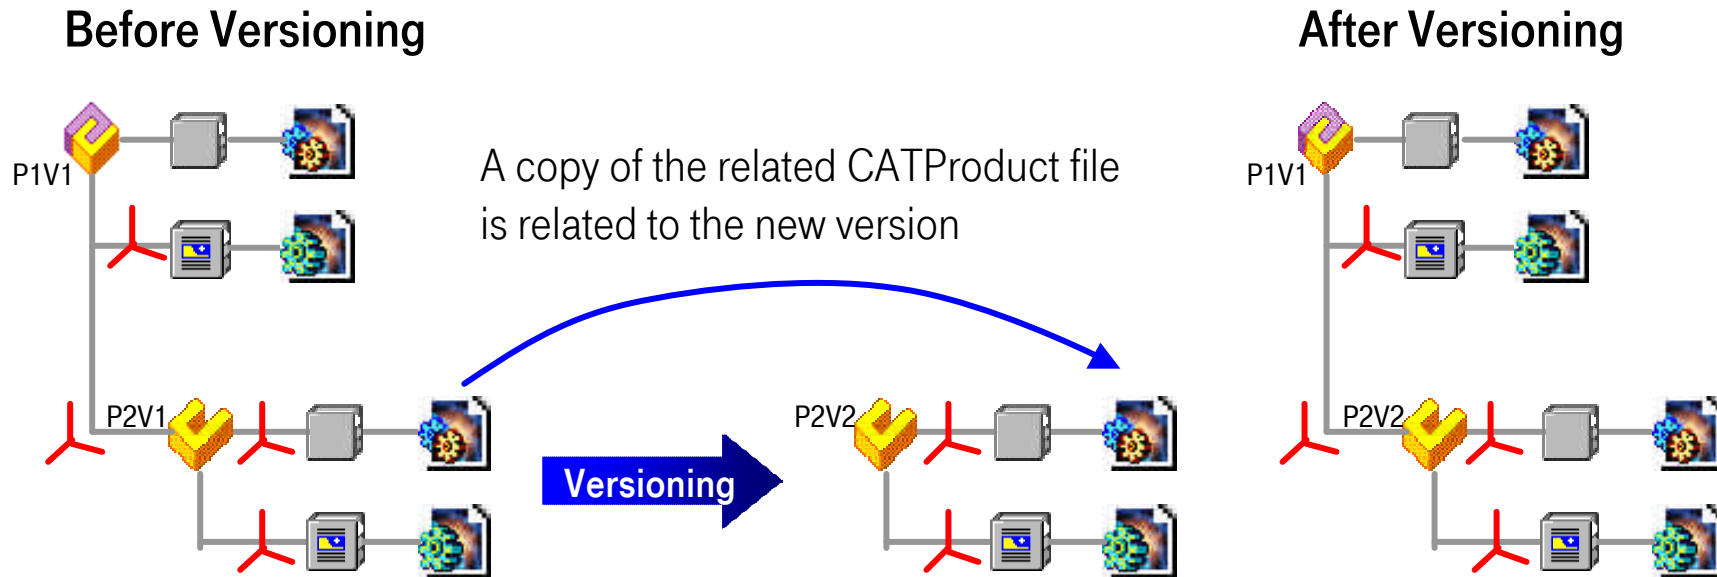 Before Versioning
After Versioning
P1V1
A copy of the related CATProduct file
is related to the new version
P1V1
P2V1
P2V2
P2V2
Versioning